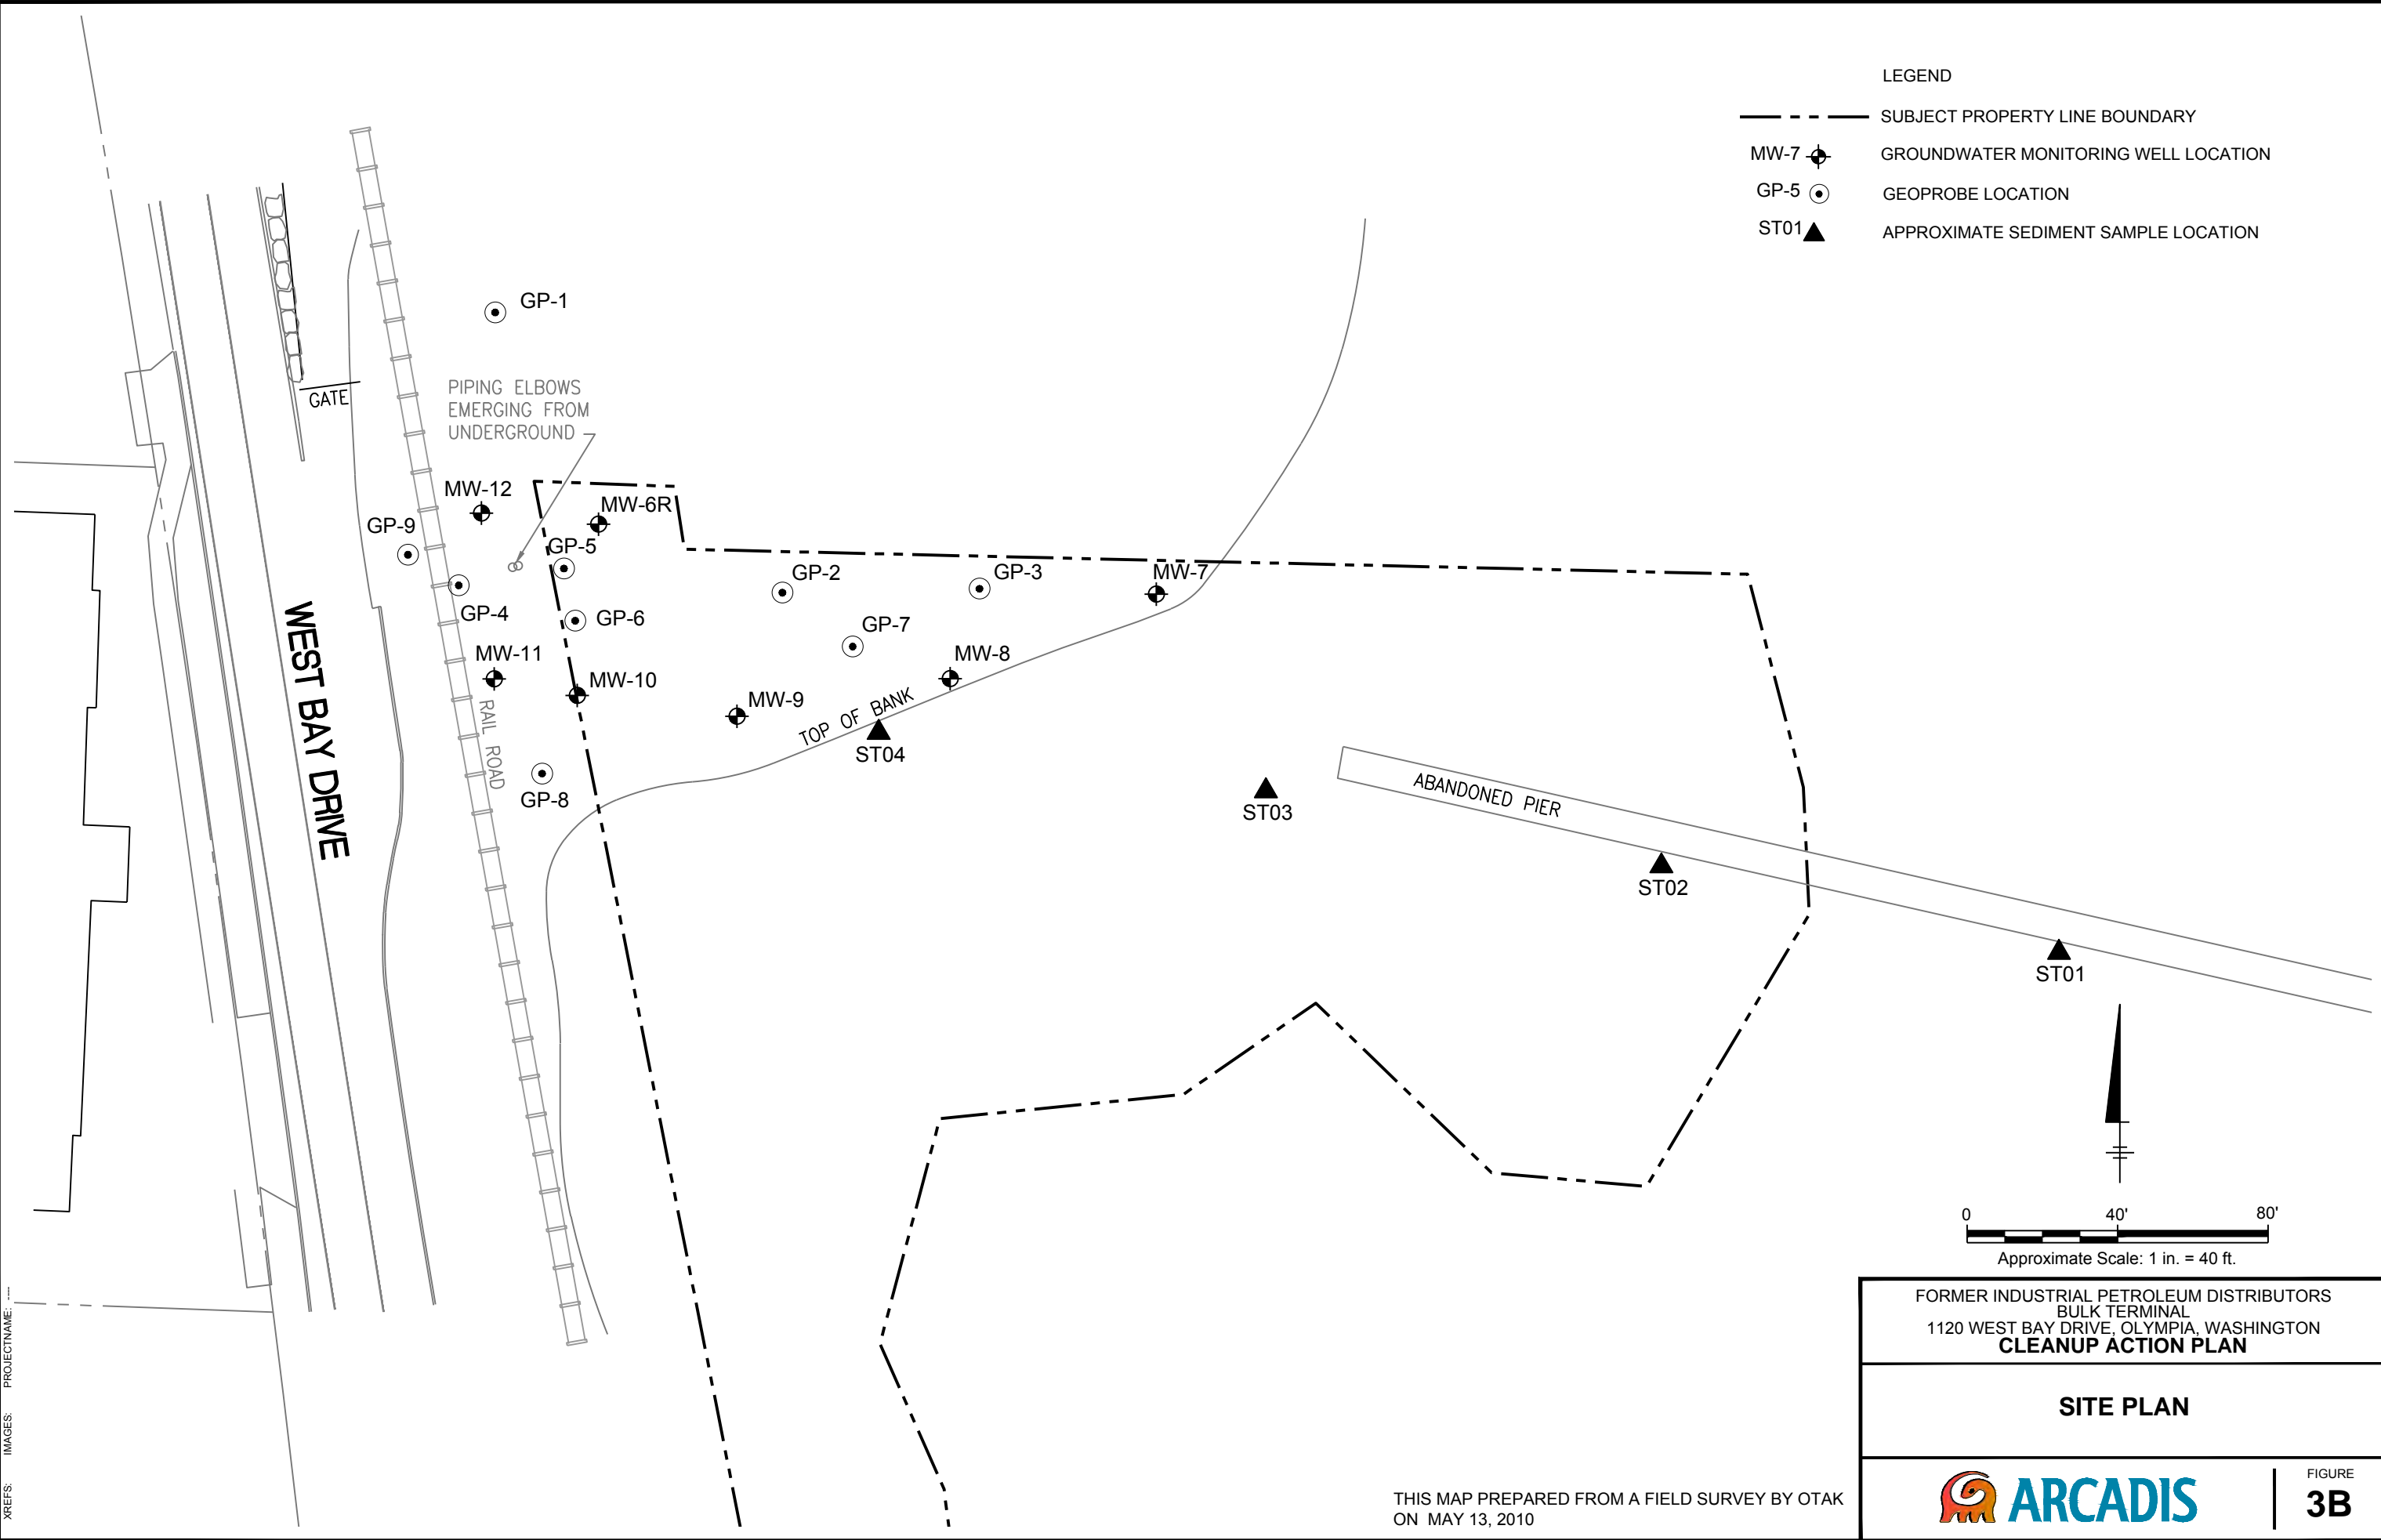 LEGEND
SUBJECT PROPERTY LINE BOUNDARY
MW-7 GROUNDWATER MONITORING WELL LOCATION
GP-5 GEOPROBE LOCATION
ST01 APPROXIMATE SEDIMENT SAMPLE LOCATION
GP-1
PIPING ELBOWS
EMERGING FROM
UNDERGROUND
GATE
MW-12
MW-6R
GP-9
GP-5
GP-2
GP-3
MW-7
GP-4
GP-6
GP-7
MW-11
MW-8
MW-10
MW-9
WEST BAY DRIVE
RAIL ROAD
TOP OF BANK
ST04
GP-8
ABANDONED PIER
ST03
ST02
ST01
0 40' 80'
Approximate Scale: 1 in. = 40 ft.
FORMER INDUSTRIAL PETROLEUM DISTRIBUTORS
BULK TERMINAL
1120 WEST BAY DRIVE, OLYMPIA, WASHINGTON
CLEANUP ACTION PLAN
SITE PLAN
ARCADIS
FIGURE
3B
THIS MAP PREPARED FROM A FIELD SURVEY BY OTAK
ON MAY 13, 2010
XREFS: IMAGES: PROJECTNAME: ----